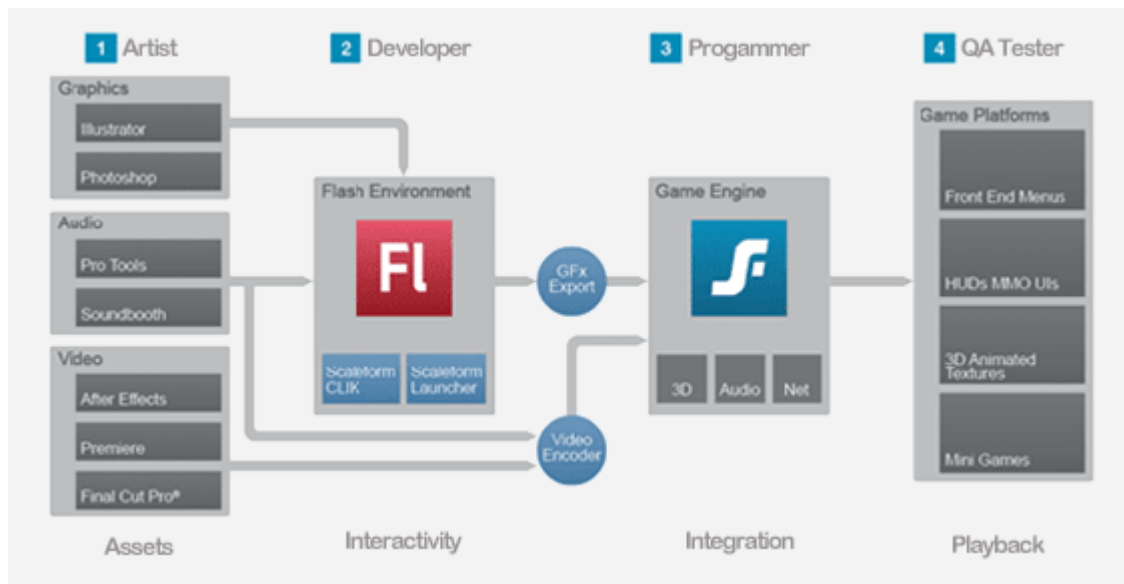 1 Artist
2 Developer
3 Progammer
4 QA Tester
Graphics
Illustrator
Photoshop
Audio
Pro Tools
Soundbooth
Video
After Effects
Premiere
Final Cut Pro®
Assets
Flash Environment
Fl
Scaleform
CLIK
Scaleform
Launcher
Interactivity
GFx
Export
Video
Encoder
Game Engine
3D
Audio
Net
Integration
Game Platforms
Front End Menus
HUDs MMO UIs
3D Animated
Textures
Mini Games
Playback